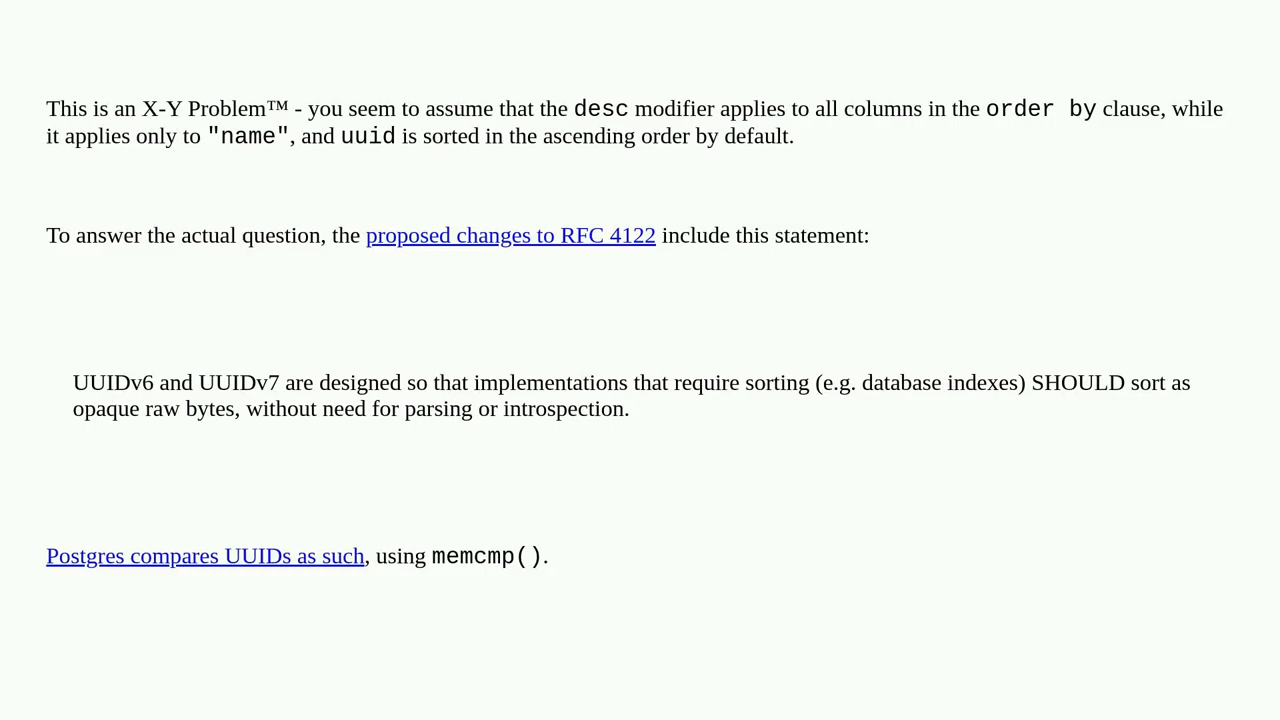 This is an X-Y Problem™ - you seem to assume that the desc modifier applies to all columns in the order by clause, while
it applies only to "name", and uuid is sorted in the ascending order by default.
To answer the actual question, the proposed changes to RFC 4122 include this statement:
UUIDv6 and UUIDv7 are designed so that implementations that require sorting (e.g. database indexes) SHOULD sort as
opaque raw bytes, without need for parsing or introspection.
Postgres compares UUIDs as such, using memcmp().